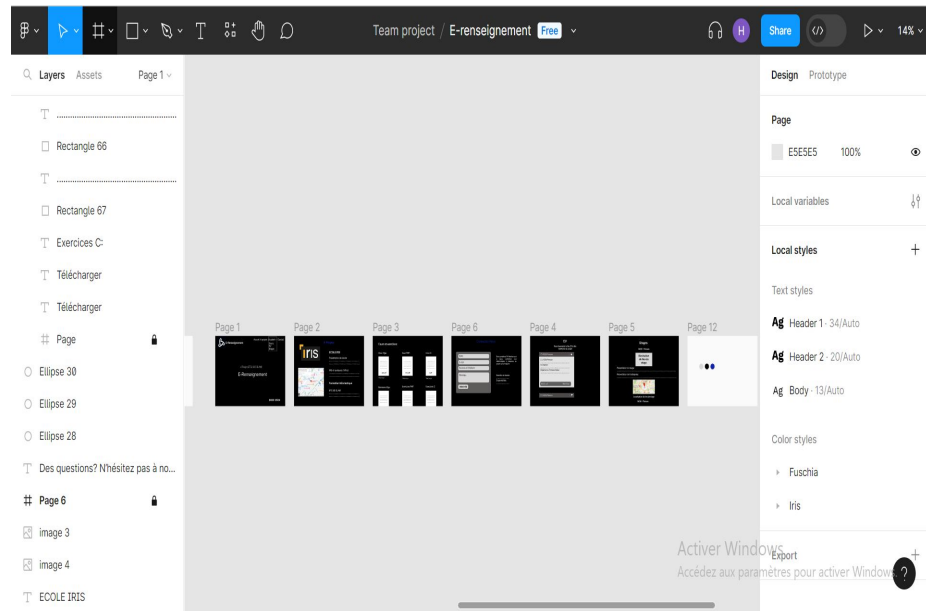 Team project / E-renseignement Free
H
Share
</>
14%
Layers Assets Page 1
Design Prototype
..........................................
Page
Rectangle 66
E5E5E5 100%
..........................................
Local variables
Rectangle 67
Exercices C:
Local styles
Télécharger
Text styles
Télécharger
Ag Header 1 · 34/Auto
Page
Ag Header 2 · 20/Auto
Ellipse 30
Ag Body · 13/Auto
Ellipse 29
Ellipse 28
Color styles
Des questions? N'hésitez pas à no...
Fuschia
Page 6
Iris
image 3
image 4
Export
ECOLE IRIS
Page 1 Page 2 Page 3 Page 6 Page 4 Page 5 Page 12
E-Renseignement
iris
Stages
Activer Windows
Accédez aux paramètres pour activer Windows.
?